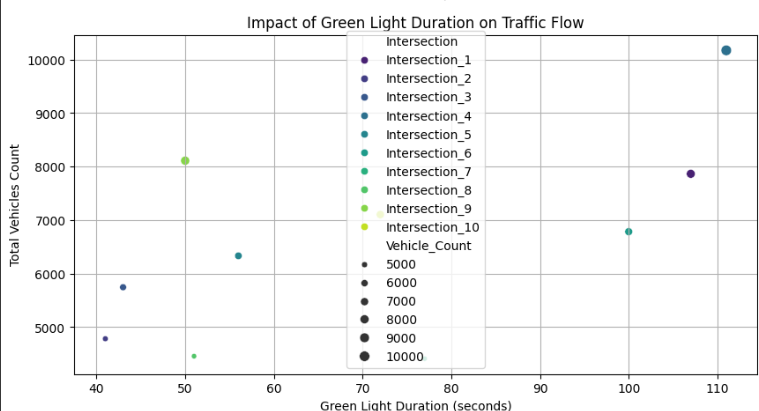 Impact of Green Light Duration on Traffic Flow
Total Vehicles Count
10000
9000
8000
7000
6000
5000
Intersection
Intersection_1
Intersection_2
Intersection_3
Intersection_4
Intersection_5
Intersection_6
Intersection_7
Intersection_8
Intersection_9
Intersection_10
Vehicle_Count
5000
6000
7000
8000
9000
10000
40 50 60 70 80 90 100 110
Green Light Duration (seconds)